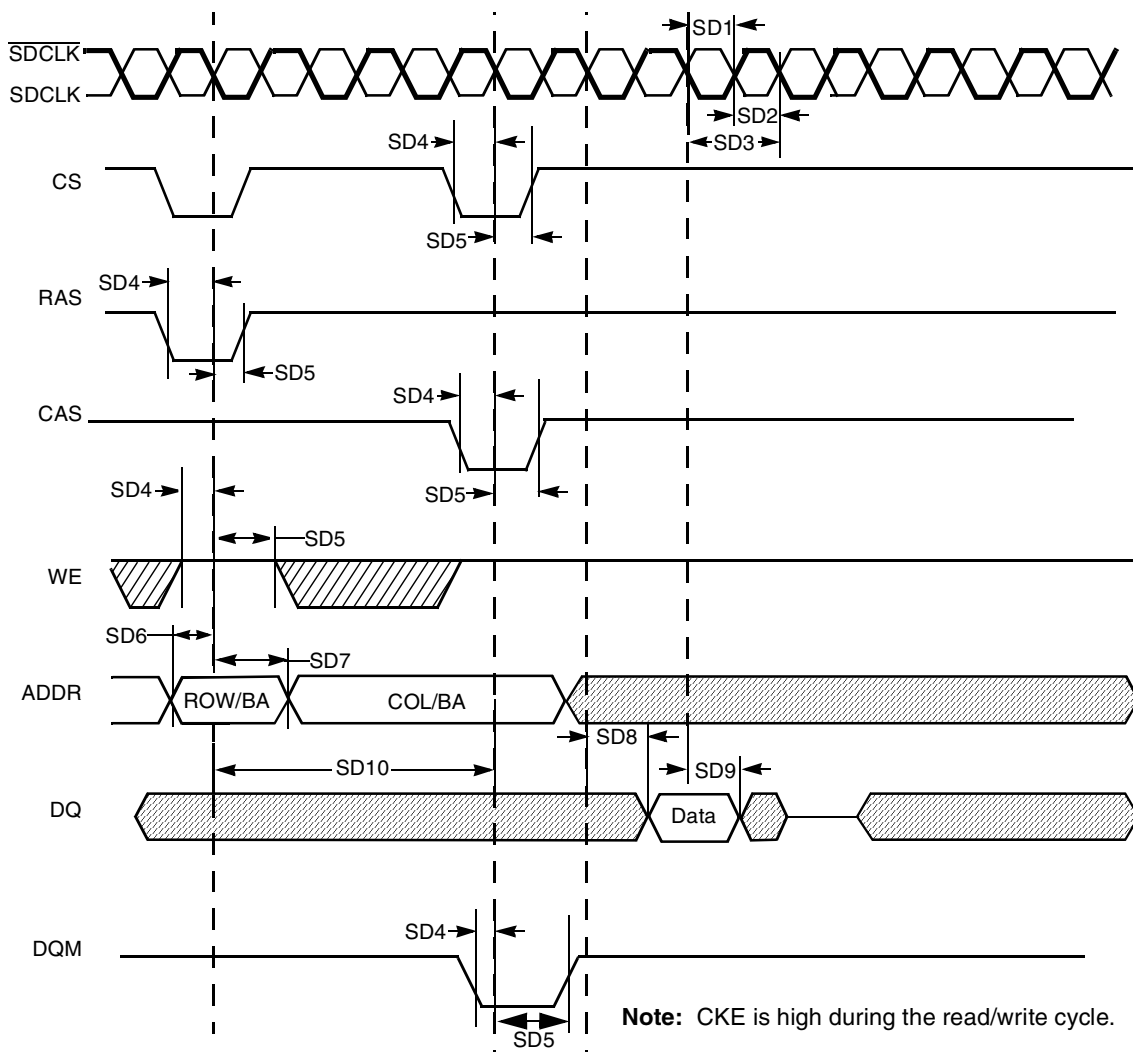 SD1
SDCLK
SDCLK
SD2
SD4
SD3
CS
SD5
SD4
RAS
SD5
SD4
CAS
SD4
SD5
SD5
WE
SD6
SD7
ADDR
ROW/BA
COL/BA
SD8
SD10
SD9
DQ
Data
SD4
DQM
Note: CKE is high during the read/write cycle.
SD5